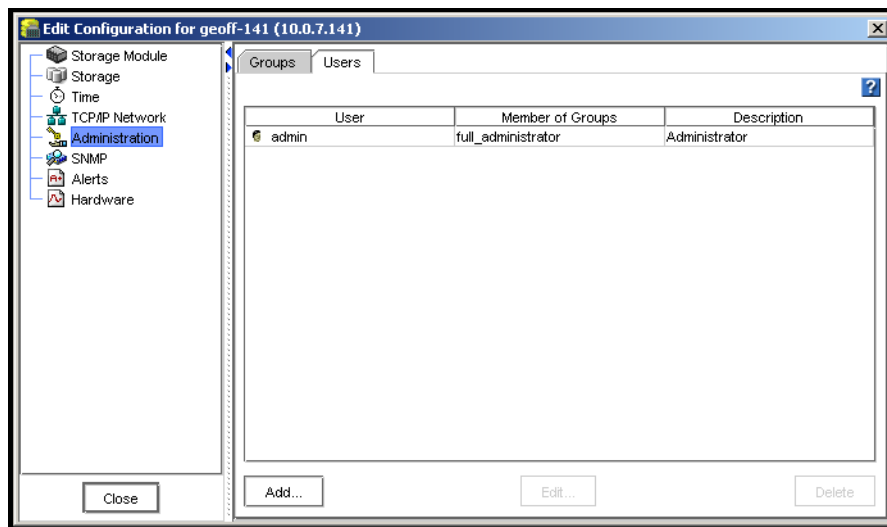 Edit Configuration for geoff-141 (10.0.7.141)
Storage Module
Storage
Time
TCP/IP Network
Administration
SNMP
Alerts
Hardware
Close
Groups Users
?
User Member of Groups Description
admin full_administrator Administrator
Add... Edit... Delete